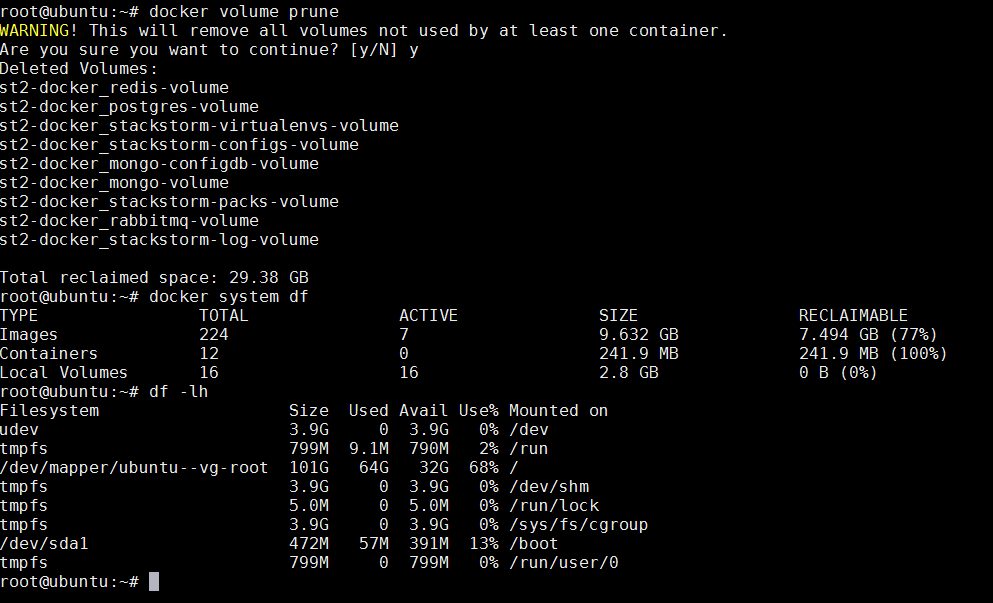 root@ubuntu:~# docker volume prune
WARNING! This will remove all volumes not used by at least one container.
Are you sure you want to continue? [y/N] y
Deleted Volumes:
st2-docker_redis-volume
st2-docker_postgres-volume
st2-docker_stackstorm-virtualenvs-volume
st2-docker_stackstorm-configs-volume
st2-docker_mongo-configdb-volume
st2-docker_mongo-volume
st2-docker_stackstorm-packs-volume
st2-docker_rabbitmq-volume
st2-docker_stackstorm-log-volume

Total reclaimed space: 29.38 GB
root@ubuntu:~# docker system df
TYPE                TOTAL               ACTIVE              SIZE                RECLAIMABLE
Images              224                 7                   9.632 GB            7.494 GB (77%)
Containers          12                  0                   241.9 MB            241.9 MB (100%)
Local Volumes       16                  16                  2.8 GB              0 B (0%)
root@ubuntu:~# df -lh
Filesystem                   Size  Used Avail Use% Mounted on
udev                         3.9G     0  3.9G   0% /dev
tmpfs                        799M  9.1M  790M   2% /run
/dev/mapper/ubuntu--vg-root  101G   64G   32G  68% /
tmpfs                        3.9G     0  3.9G   0% /dev/shm
tmpfs                        5.0M     0  5.0M   0% /run/lock
tmpfs                        3.9G     0  3.9G   0% /sys/fs/cgroup
/dev/sda1                    472M   57M  391M  13% /boot
tmpfs                        799M     0  799M   0% /run/user/0
root@ubuntu:~#